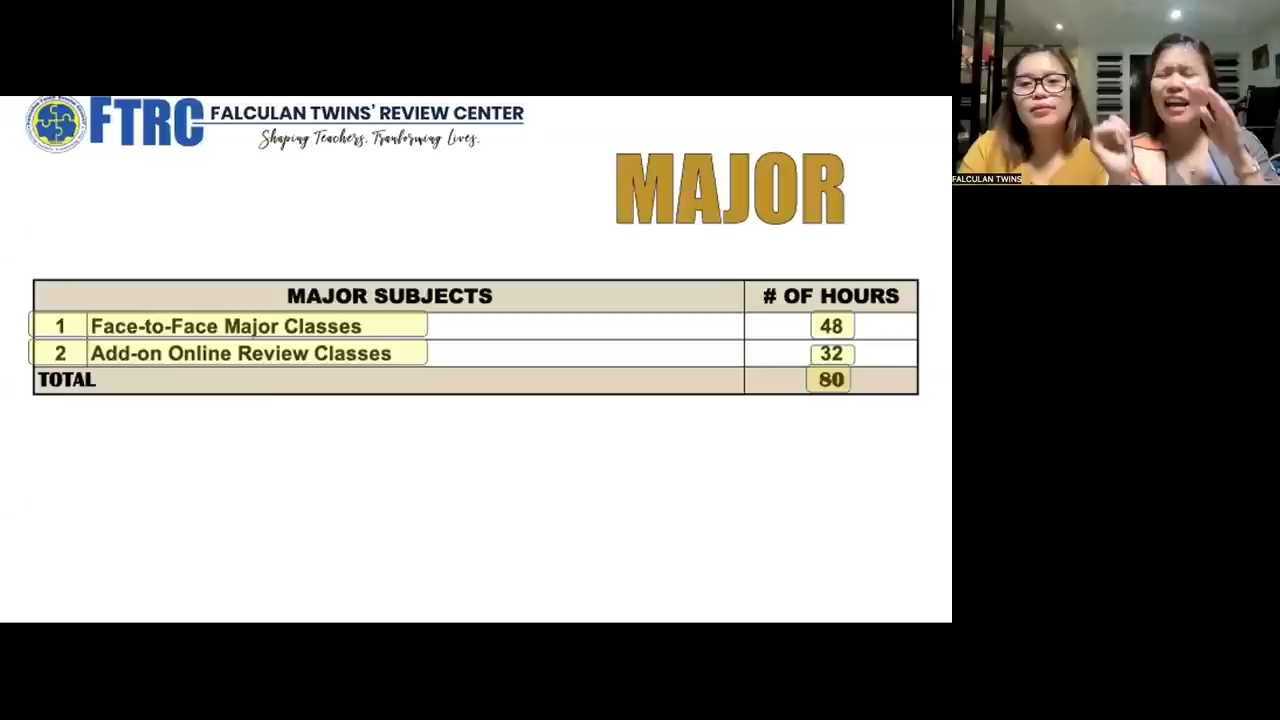 FTRC
FALCULAN TWINS' REVIEW CENTER
Shaping Teachers. Tranforming Lives.
MAJOR
MAJOR SUBJECTS # OF HOURS
1 Face-to-Face Major Classes 48
2 Add-on Online Review Classes 32
TOTAL 80
FALCULAN TWINS